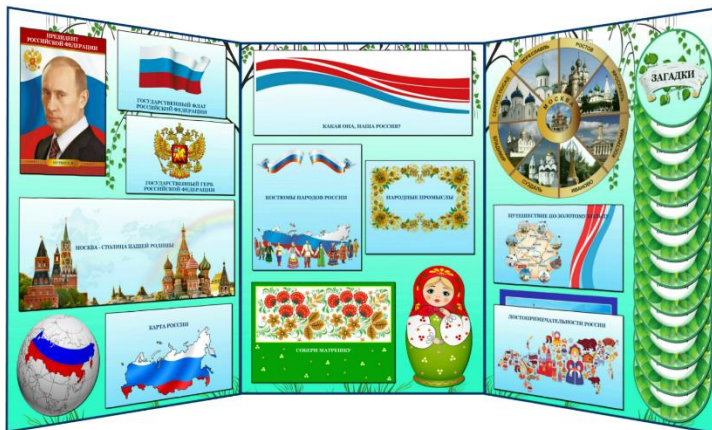 ПРЕЗИДЕНТ
РОССИЙСКОЙ ФЕДЕРАЦИИ
ГОСУДАРСТВЕННЫЙ ФЛАГ
РОССИЙСКОЙ ФЕДЕРАЦИИ
ГОСУДАРСТВЕННЫЙ ГЕРБ
РОССИЙСКОЙ ФЕДЕРАЦИИ
МОСКВА - СТОЛИЦА НАШЕЙ РОДИНЫ
КАРТА РОССИИ
КАКАЯ ОНА, НАША РОССИЯ?
КОСТЮМЫ НАРОДОВ РОССИИ
НАРОДНЫЕ ПРОМЫСЛЫ
СОБЕРИ МАТРЕШКУ
ПЕРЕСЛАВЛЬ
РОСТОВ
КОСТРОМА
ИВАНОВО
СУЗДАЛЬ
МОСКВА
ПУТЕШЕСТВИЕ ПО ЗОЛОТОМУ КОЛЬЦУ
ДОСТОПРИМЕЧАТЕЛЬНОСТИ РОССИИ
ЗАГАДКИ